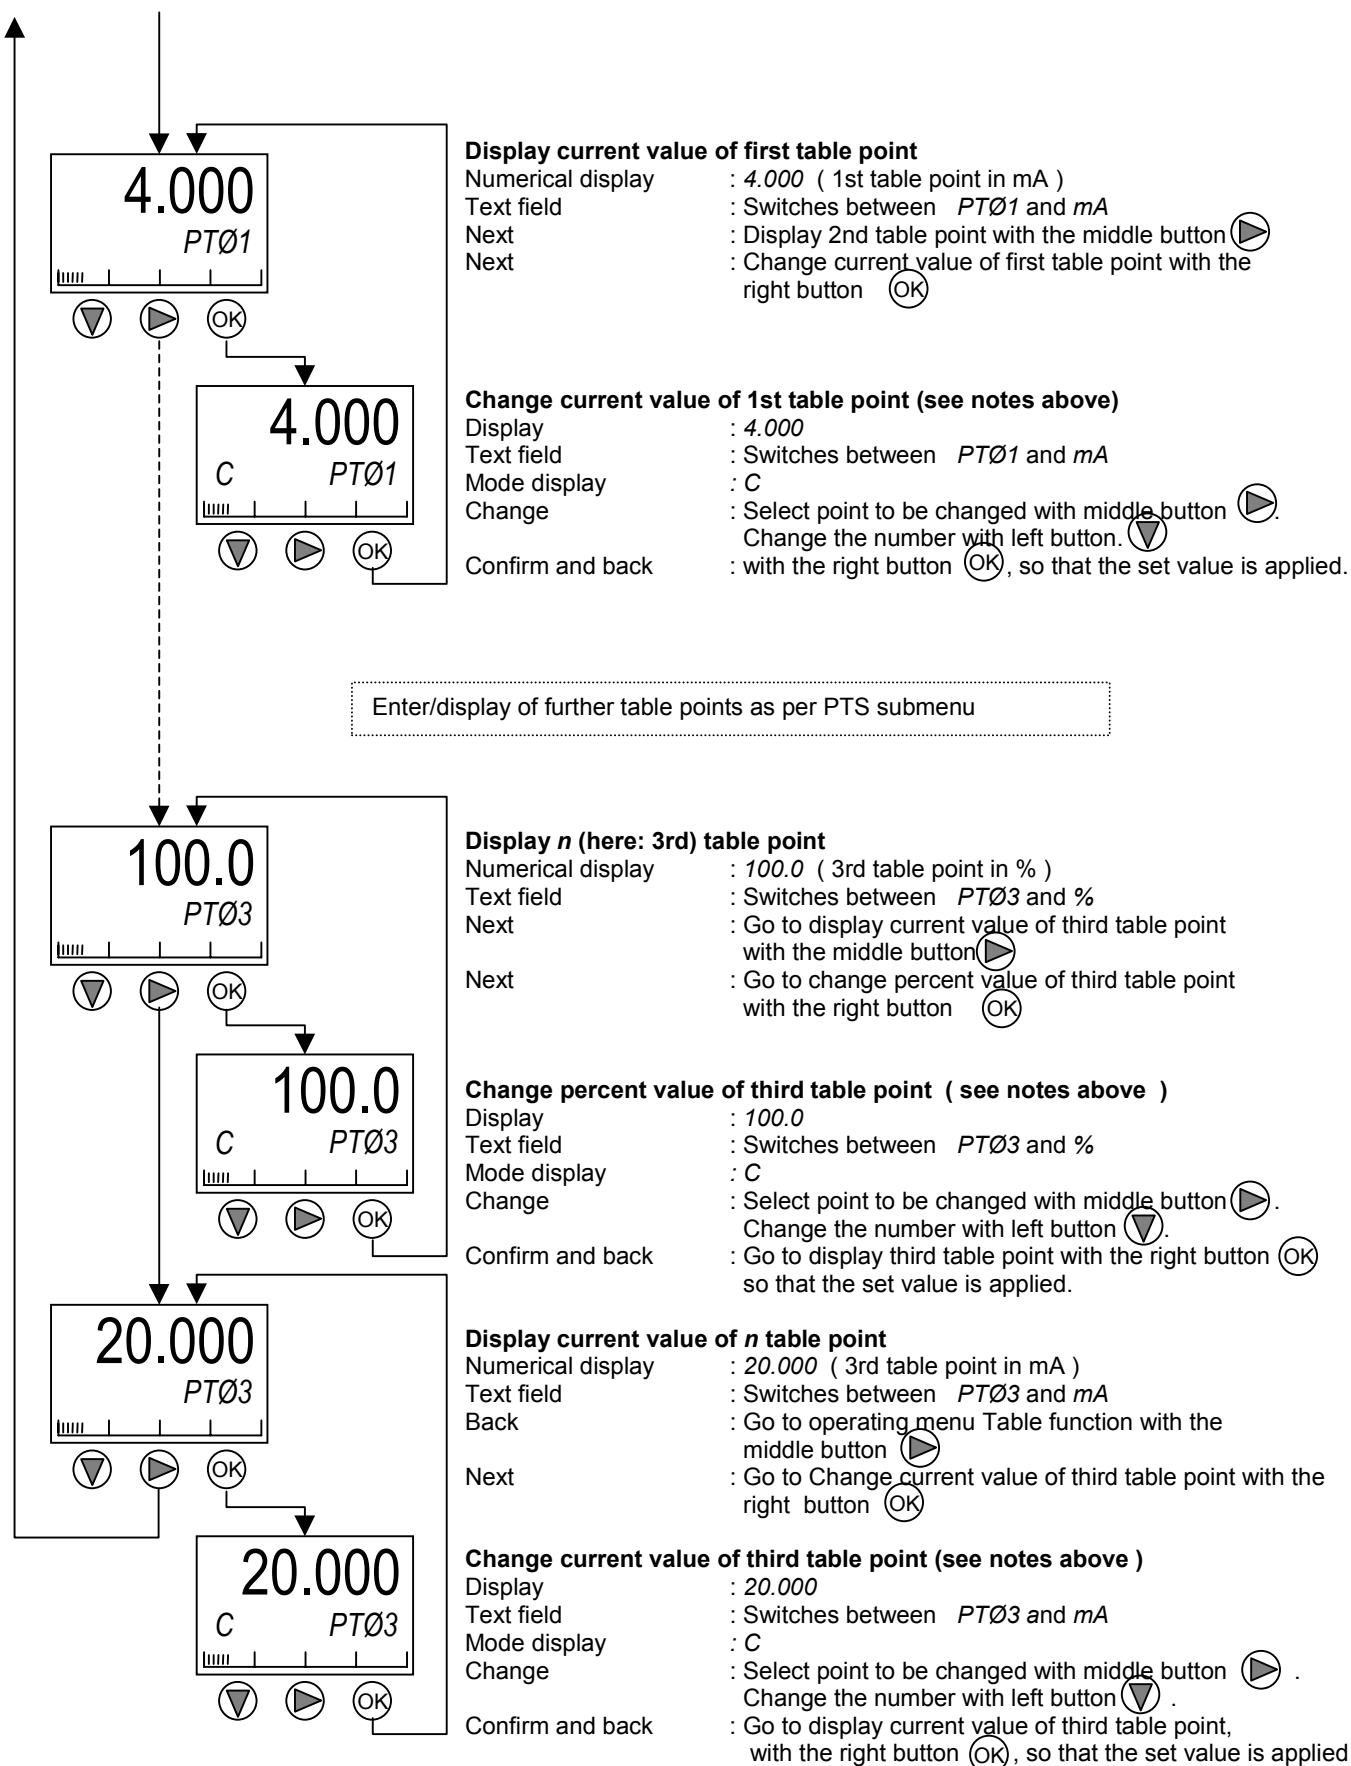 4.000
PTØ1
OK
Display current value of first table point
Numerical display : 4.000 ( 1st table point in mA )
Text field : Switches between PTØ1 and mA
Next : Display 2nd table point with the middle button
Next : Change current value of first table point with the
right button OK
4.000
C PTØ1
OK
Change current value of 1st table point (see notes above)
Display : 4.000
Text field : Switches between PTØ1 and mA
Mode display : C
Change : Select point to be changed with middle button .
Change the number with left button.
Confirm and back : with the right button OK , so that the set value is applied.
Enter/display of further table points as per PTS submenu
100.0
PTØ3
OK
Display n (here: 3rd) table point
Numerical display : 100.0 ( 3rd table point in % )
Text field : Switches between PTØ3 and %
Next : Go to display current value of third table point
with the middle button
Next : Go to change percent value of third table point
with the right button OK
100.0
C PTØ3
OK
Change percent value of third table point ( see notes above )
Display : 100.0
Text field : Switches between PTØ3 and %
Mode display : C
Change : Select point to be changed with middle button .
Change the number with left button .
Confirm and back : Go to display third table point with the right button OK
so that the set value is applied.
20.000
PTØ3
OK
Display current value of n table point
Numerical display : 20.000 ( 3rd table point in mA )
Text field : Switches between PTØ3 and mA
Back : Go to operating menu Table function with the
middle button
Next : Go to Change current value of third table point with the
right button OK
20.000
C PTØ3
OK
Change current value of third table point (see notes above )
Display : 20.000
Text field : Switches between PTØ3 and mA
Mode display : C
Change : Select point to be changed with middle button .
Change the number with left button .
Confirm and back : Go to display current value of third table point,
with the right button OK , so that the set value is applied